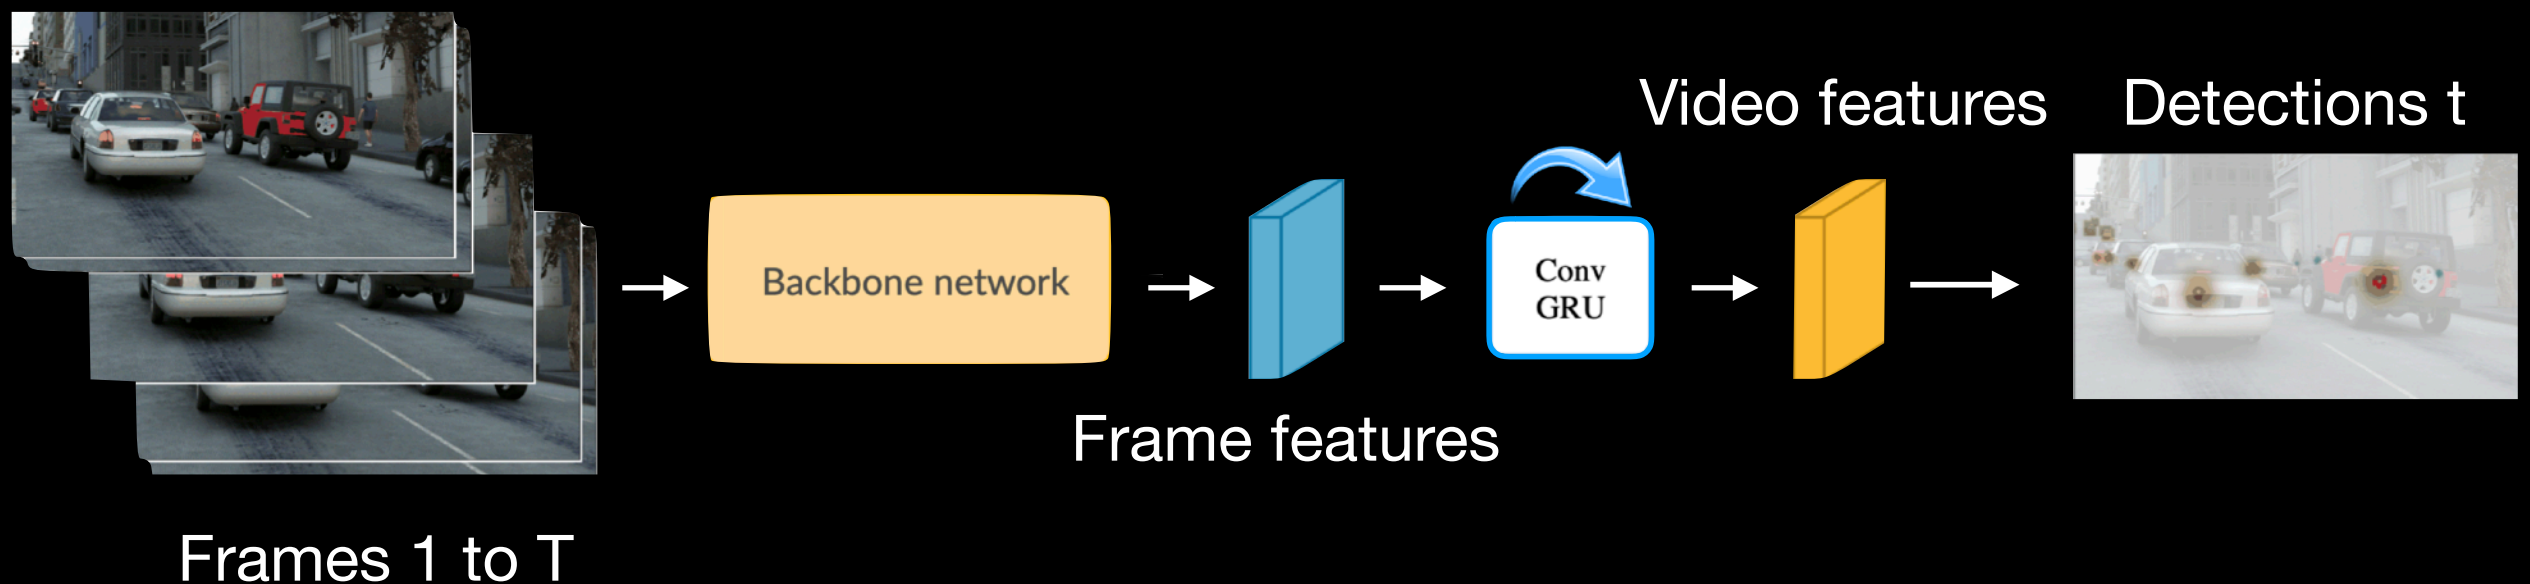 Video features
Detections t
Backbone network
Conv
GRU
Frame features
Frames 1 to T